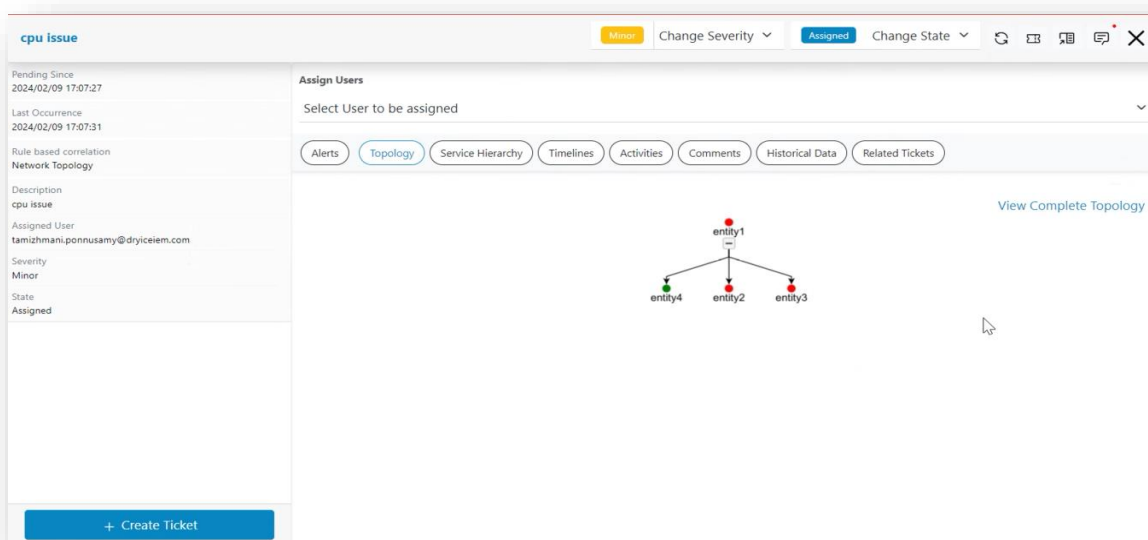 cpu issue
Minor
Change Severity
Assigned
Change State
Pending Since
2024/02/09 17:07:27
Last Occurrence
2024/02/09 17:07:31
Rule based correlation
Network Topology
Description
cpu issue
Assigned User
tamizhmani.ponnusamy@dryiceiem.com
Severity
Minor
State
Assigned
+ Create Ticket
Assign Users
Select User to be assigned
Alerts
Topology
Service Hierarchy
Timelines
Activities
Comments
Historical Data
Related Tickets
View Complete Topology
entity1
entity4
entity2
entity3